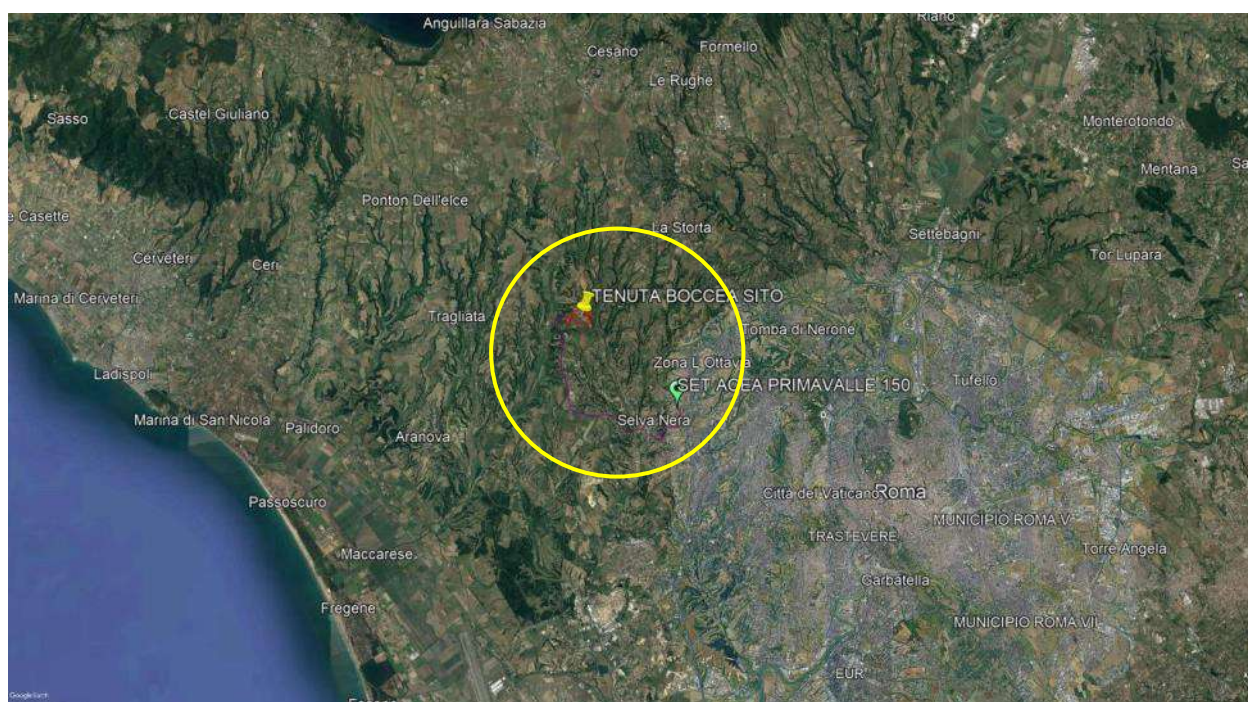 Anguillara Sabazia
Riano
Cesano
Formello
Le Rughe
Sasso
Castel Giuliano
Monterotondo
Mentana
Sa
Ponton Dell'elce
e Casette
La Storta
Settebagni
Cerveteri
Ceri
Tor Lupara
Marina di Cerveteri
TENUTA BOCCEA SITO
Tragliata
Tomba di Nerone
Zona L Ottavia
Ladispoli
SET ACEA PRIMAVALLE 150
Tufello
Marina di San Nicola
Palidoro
Selva Nera
Aranova
Città del Vaticano
Roma
Passoscuro
MUNICIPIO ROMA V
TRASTEVERE
Maccarese
Torre Angela
Garbatella
Fregene
MUNICIPIO ROMA VII
EUR
Google Earth